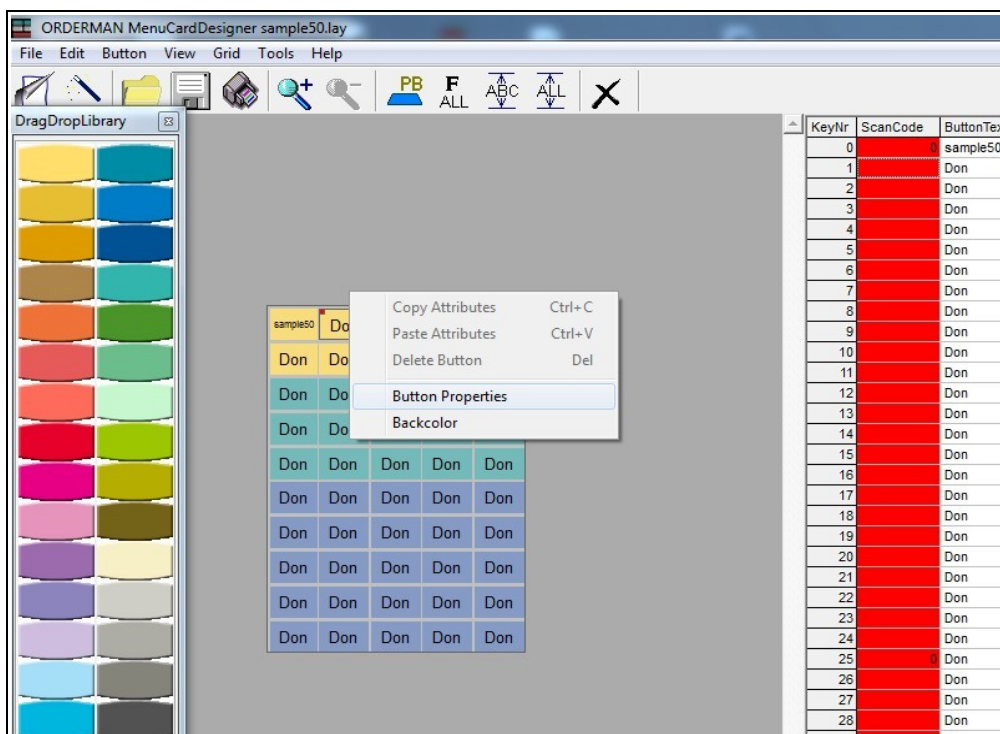 ORDERMAN MenuCardDesigner sample50.lay
File Edit Button View Grid Tools Help
PB F ALL ABC ALL
DragDropLibrary
KeyNr ScanCode ButtonTex
0 0 sample50
1 Don
2 Don
3 Don
4 Don
5 Don
6 Don
7 Don
8 Don
9 Don
10 Don
11 Don
12 Don
13 Don
14 Don
15 Don
16 Don
17 Don
18 Don
19 Don
20 Don
21 Don
22 Don
23 Don
24 Don
25 0 Don
26 Don
27 Don
28 Don
sample50 Do
Don Do
Don Do
Don Do
Don Don Don Don Don
Don Don Don Don Don
Don Don Don Don Don
Don Don Don Don Don
Don Don Don Don Don
Don Don Don Don Don
Copy Attributes Ctrl+C
Paste Attributes Ctrl+V
Delete Button Del
Button Properties
Backcolor